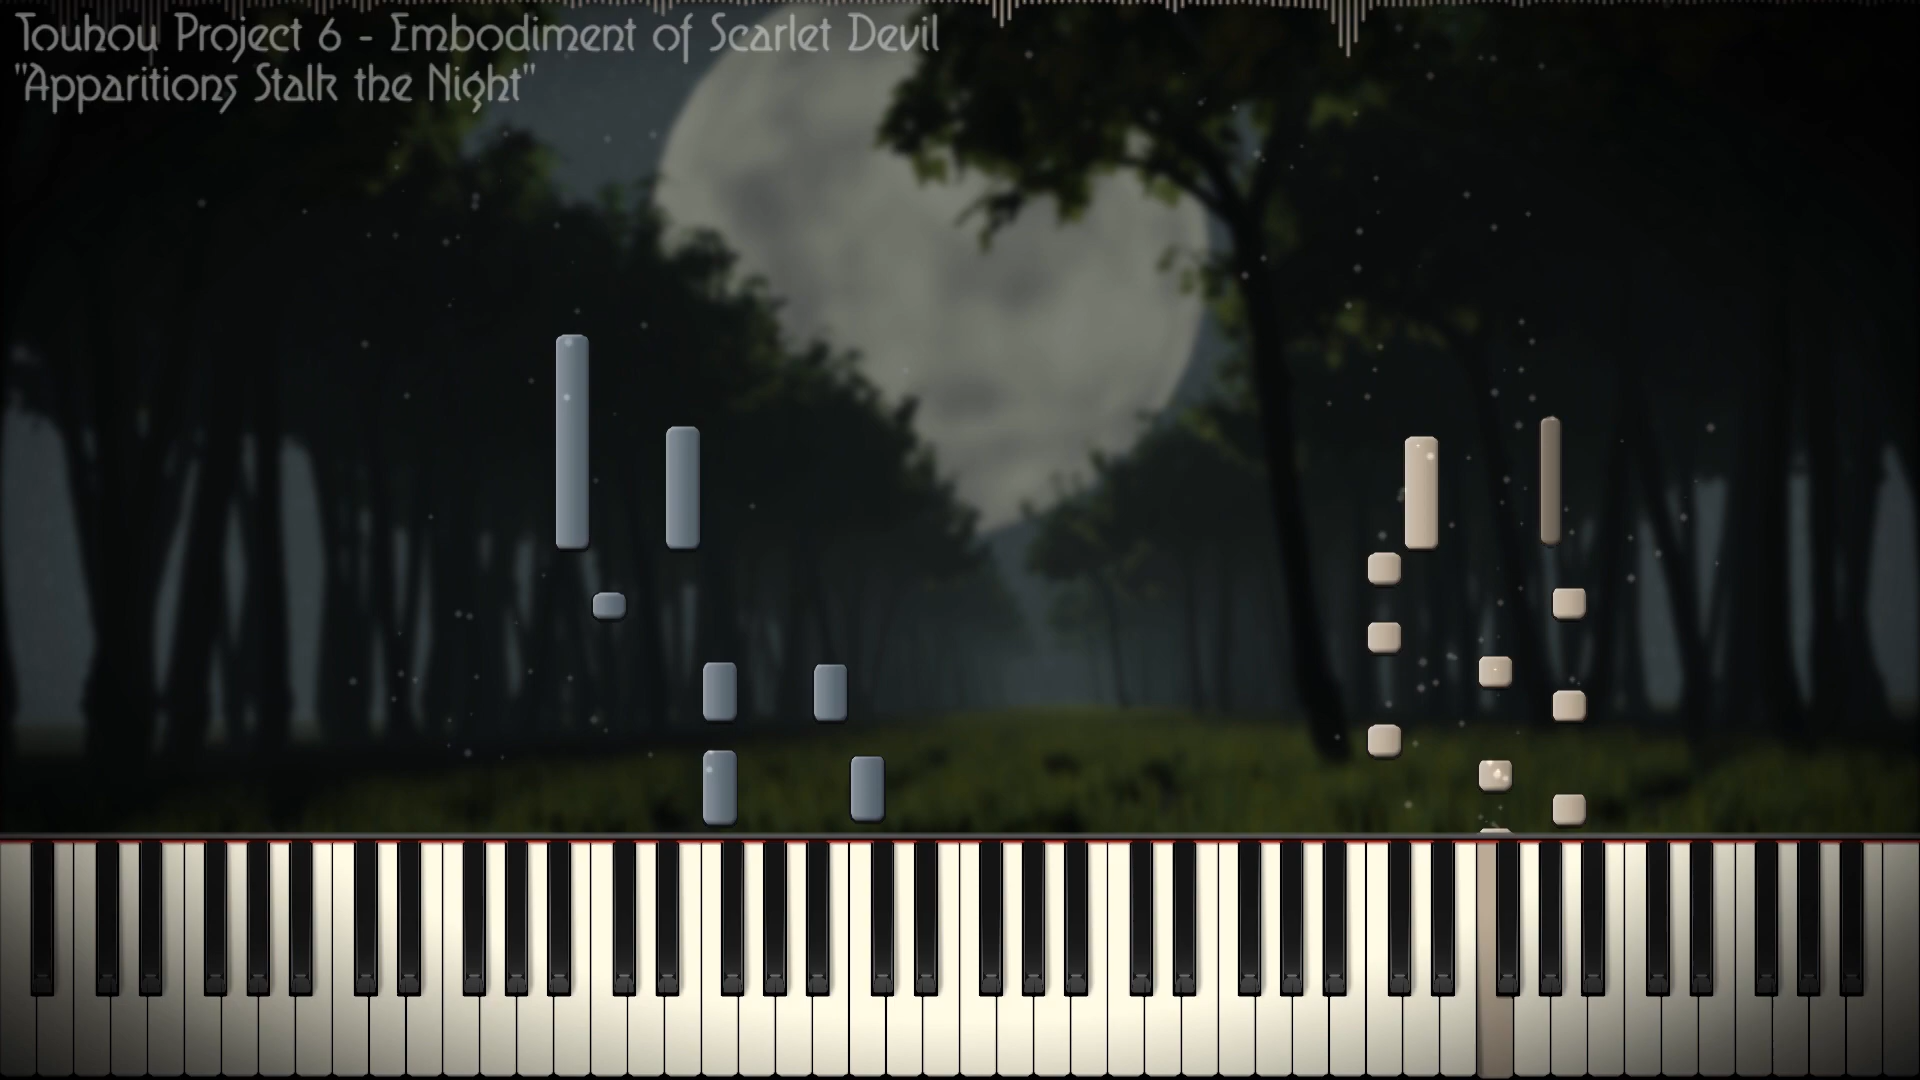 Touhou Project 6 - Embodiment of Scarlet Devil
"Apparitions Stalk the Night"